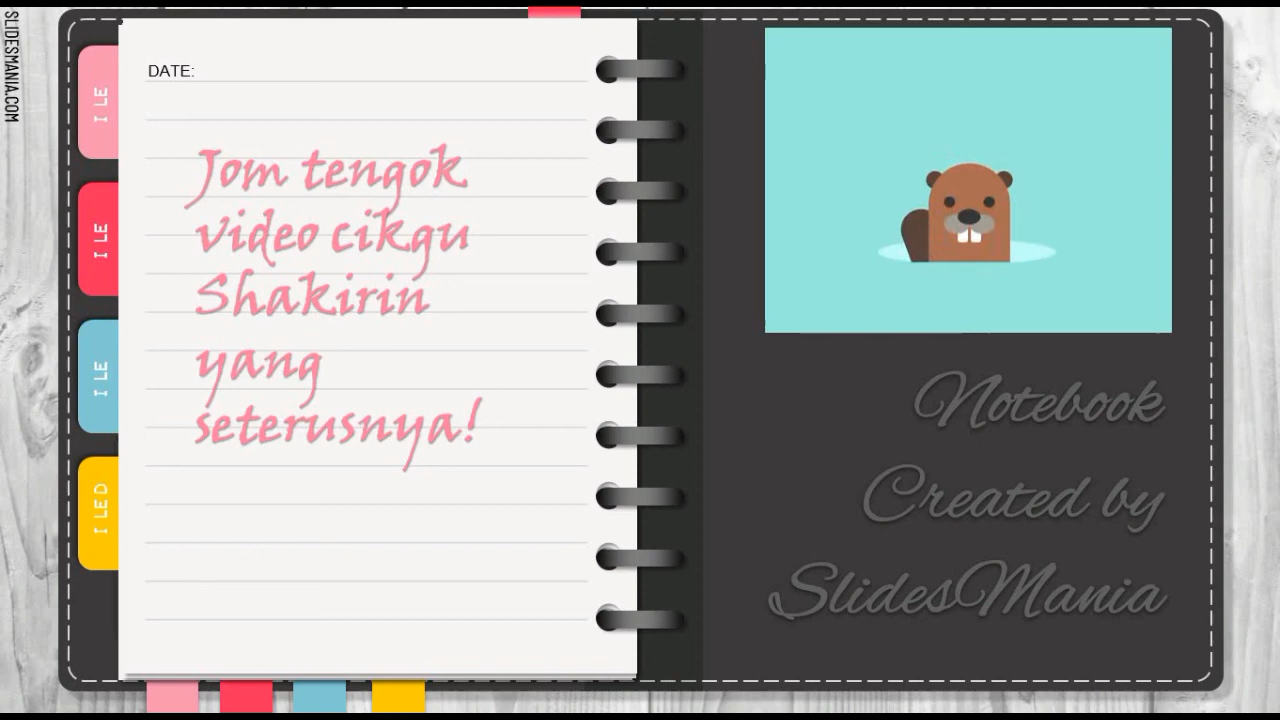 SLIDESMANIA.COM
I LE
I LE
I LE
I LED
DATE:
Jom tengok
video cikgu
Shakirin
yang
seterusnya!
Notebook
Created by
SlidesMania